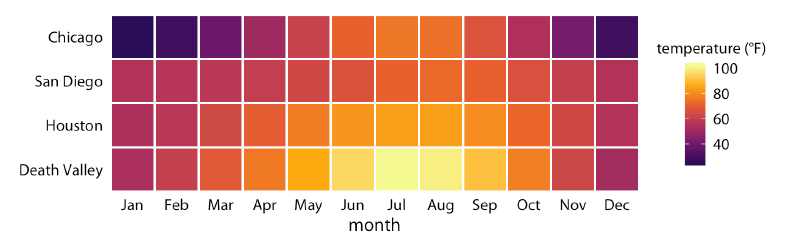 Chicago
San Diego
Houston
Death Valley
Jan Feb Mar Apr May Jun Jul Aug Sep Oct Nov Dec
month
temperature (°F)
100
80
60
40